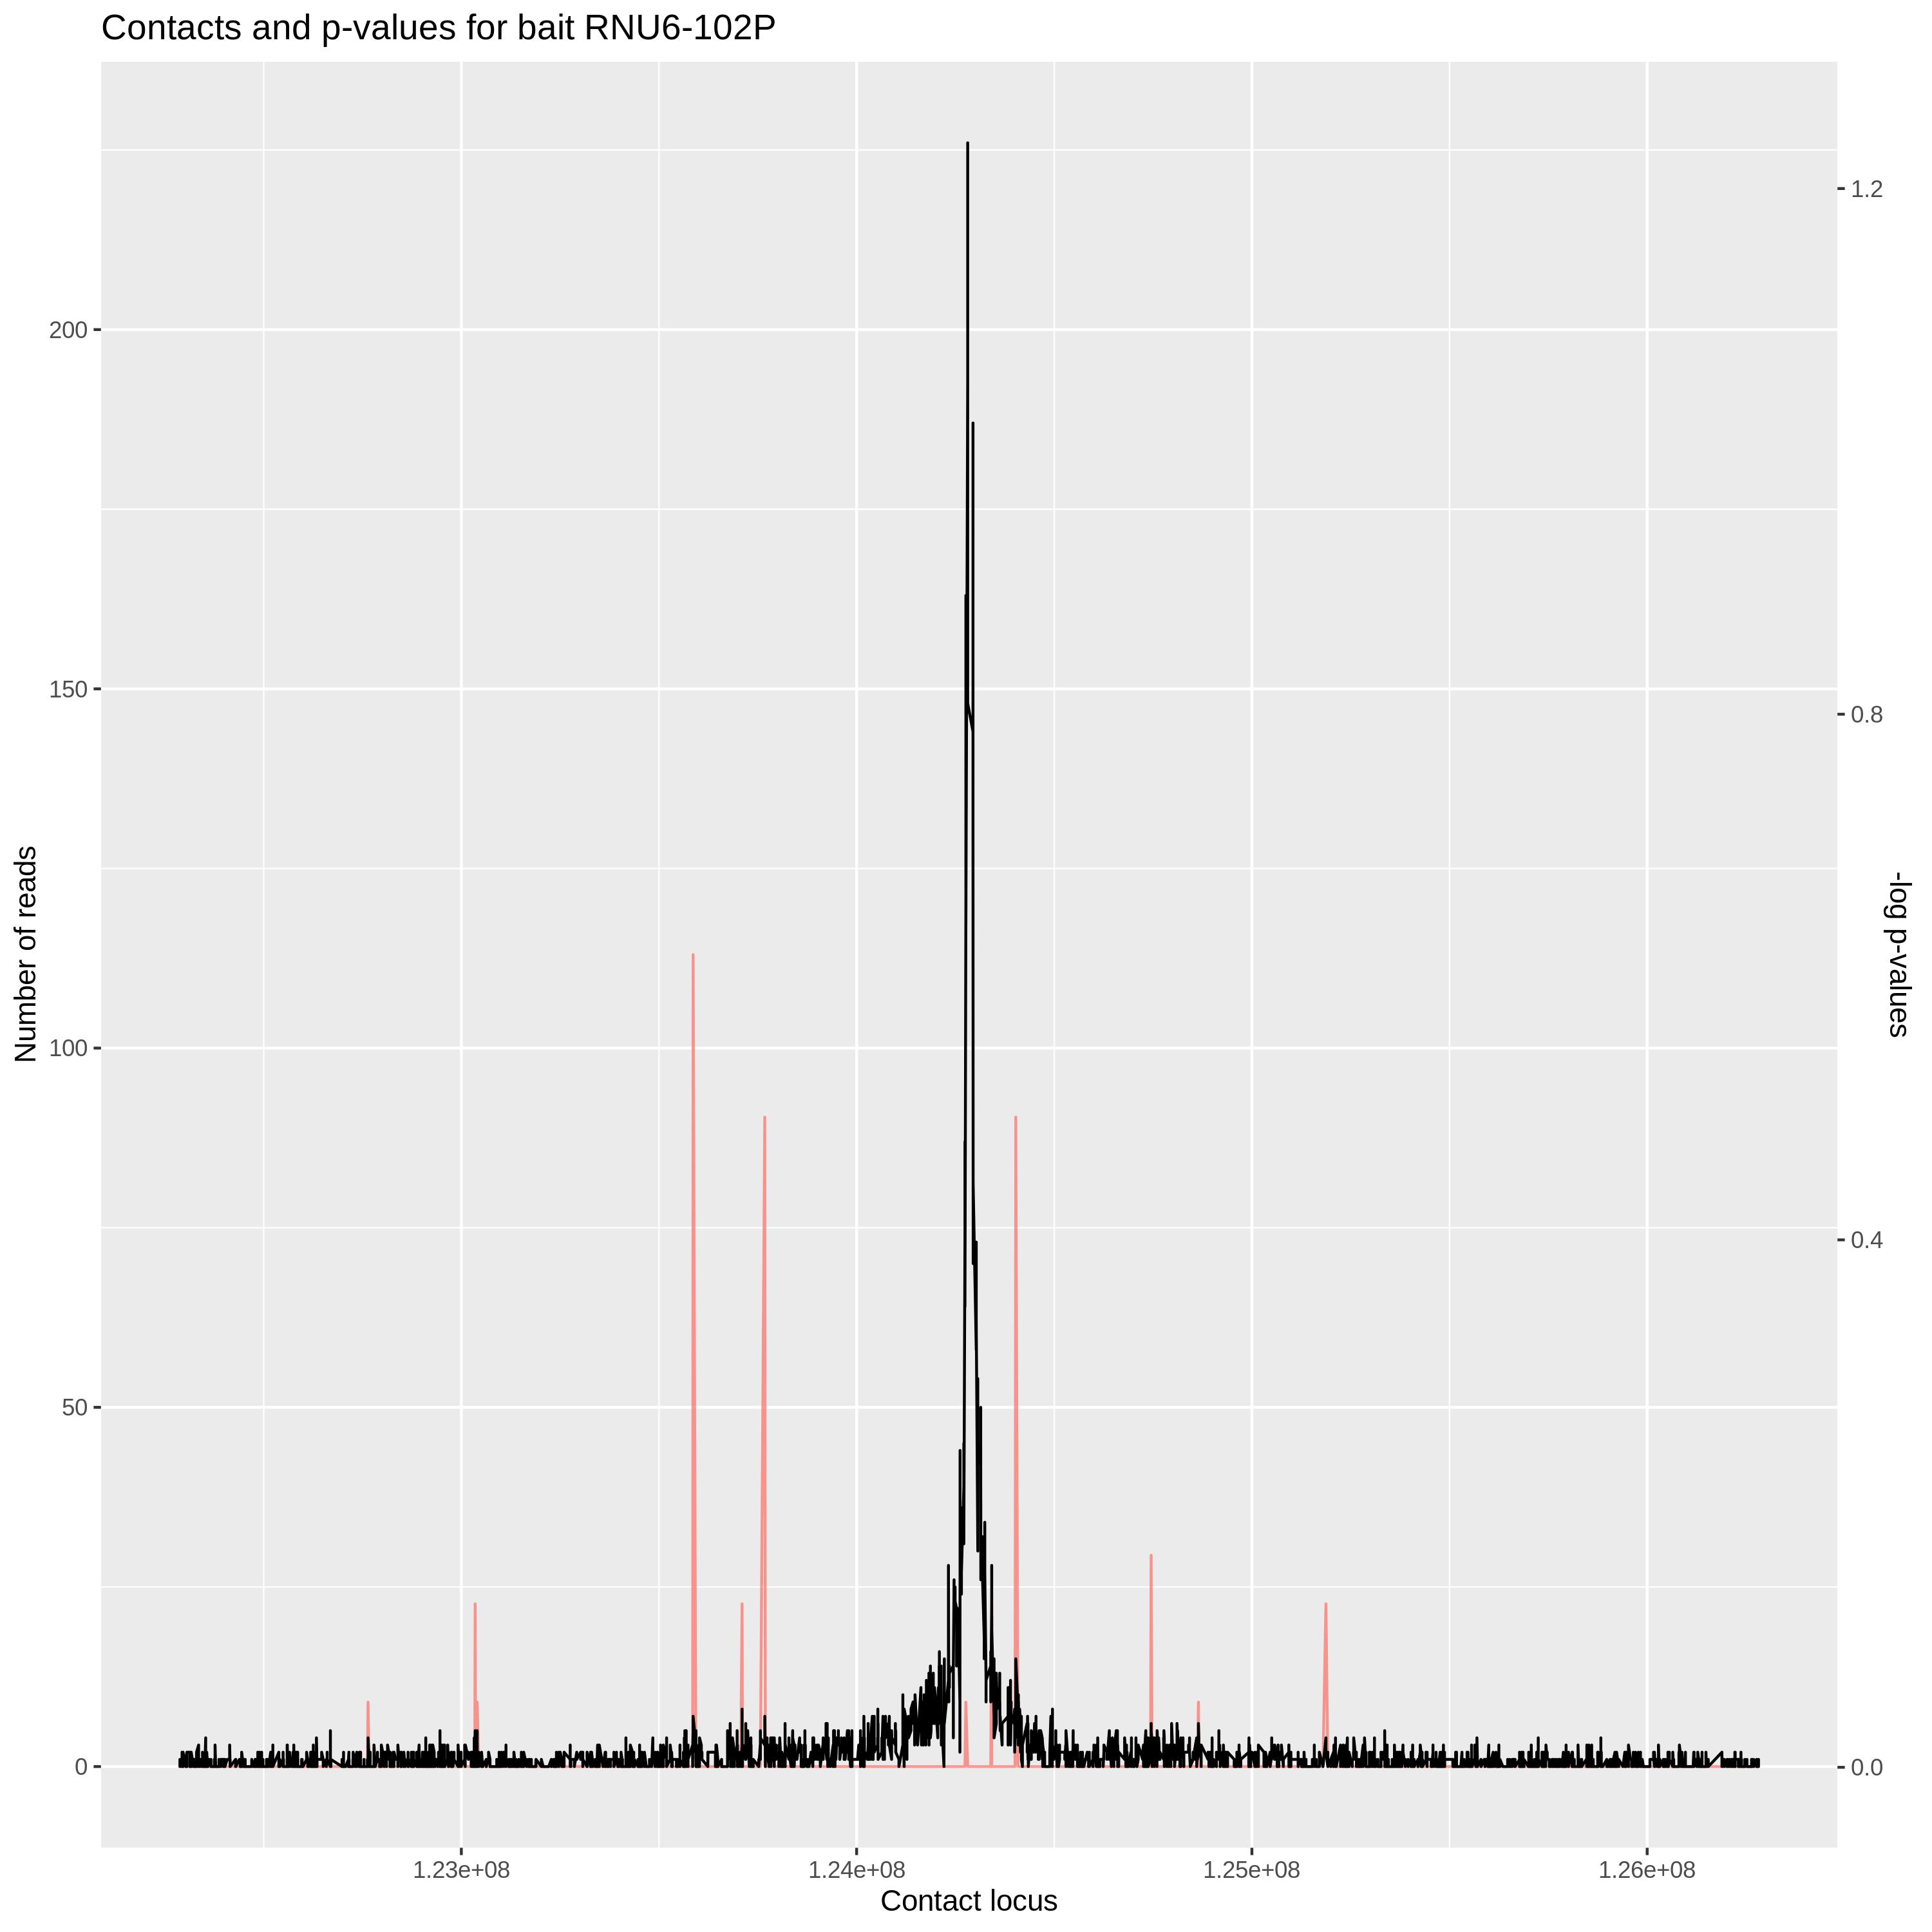 Contacts and p-values for bait RNU6-102P
Number of reads
200
150
100
50
0
1.2
0.8
0.4
0.0
-log p-values
1.23e+08
1.24e+08
1.25e+08
1.26e+08
Contact locus